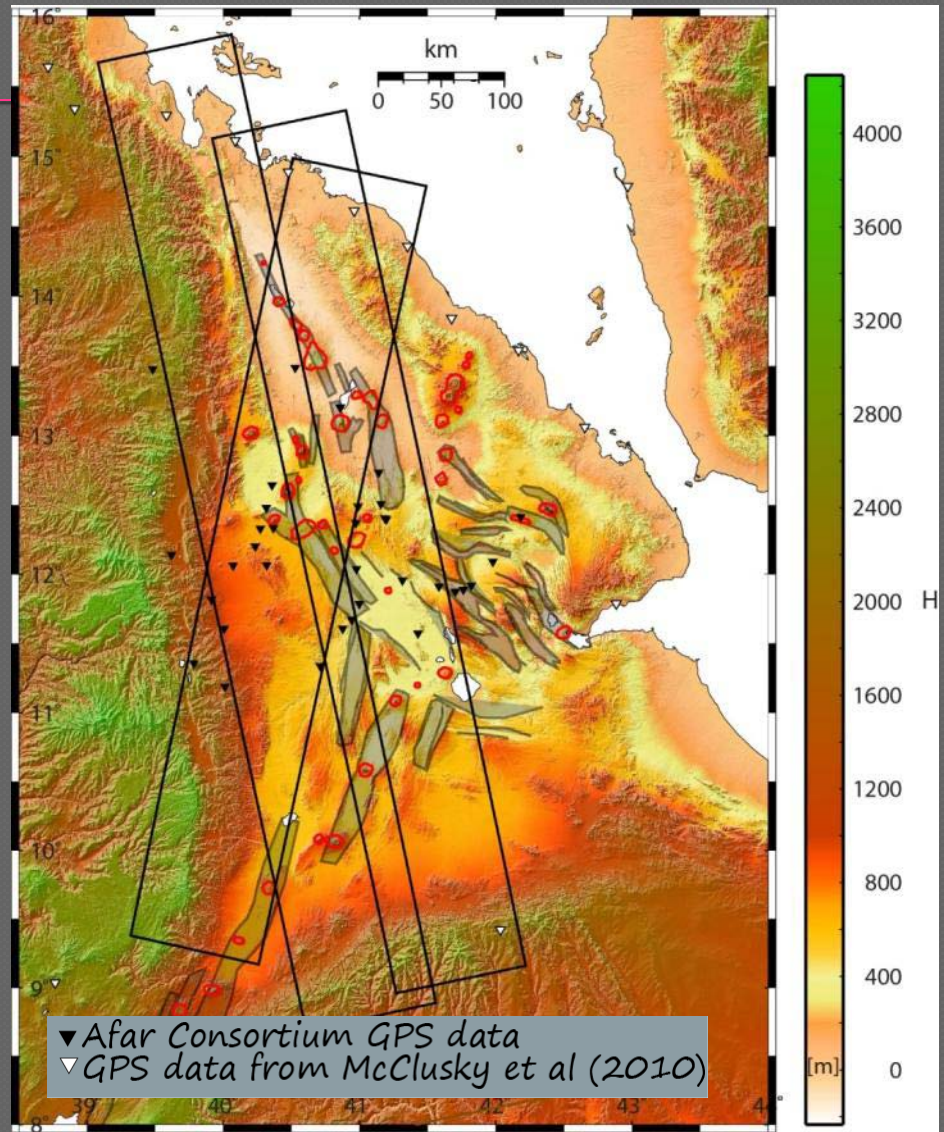 16°
km
0 50 100
15°
14°
13°
12°
11°
10°
9°
8°
39 40 41 42 43 44°
4000
3600
3200
2800
2400
2000 H
1600
1200
800
400
[m] 0
▼Afar Consortium GPS data
▽GPS data from McClusky et al (2010)